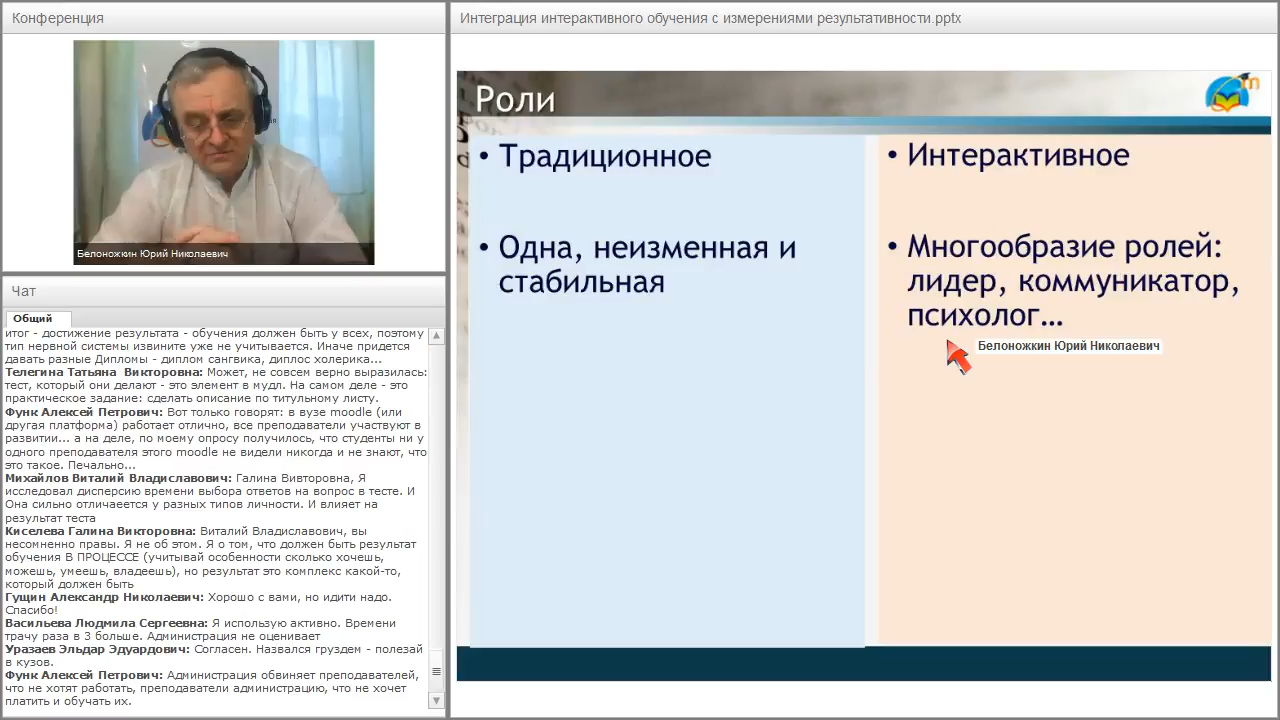 Конференция
Белоножкин Юрий Николаевич
Чат
Общий
итог - достижение результата - обучения должен быть у всех, поэтому
тип нервной системы извините уже не учитывается. Иначе придется
давать разные Дипломы - диплом сангвика, диплос холерика...
Телегина Татьяна Викторовна: Может, не совсем верно выразилась:
тест, который они делают - это элемент в мудл. На самом деле - это
практическое задание: сделать описание по титульному листу.
Функ Алексей Петрович: Вот только говорят: в вузе moodle (или
другая платформа) работает отлично, все преподаватели участвуют в
развитии... а на деле, по моему опросу получилось, что студенты ни у
одного преподавателя этого moodle не видели никогда и не знают, что
это такое. Печально...
Михайлов Виталий Владиславович: Галина Вивторовна, Я
исследовал дисперсию времени выбора ответов на вопрос в тесте. И
Она сильно отличаеется у разных типов личности. И влияет на
результат теста
Киселева Галина Викторовна: Виталий Владиславович, вы
несомненно правы. Я не об этом. Я о том, что должен быть результат
обучения В ПРОЦЕССЕ (учитывай особенности сколько хочешь,
можешь, умеешь, владеешь), но результат это комплекс какой-то,
который должен быть
Гущин Александр Николаевич: Хорошо с вами, но идити надо.
Спасибо!
Васильева Людмила Сергеевна: Я использую активно. Времени
трачу раза в 3 больше. Администрация не оценивает
Уразаев Эльдар Эдуардович: Согласен. Назвался груздем - полезай
в кузов.
Функ Алексей Петрович: Администрация обвиняет преподавателей,
что не хотят работать, преподаватели администрацию, что не хочет
платить и обучать их.
Интеграция интерактивного обучения с измерениями результативности.pptx
Роли
• Традиционное
• Одна, неизменная и
стабильная
• Интерактивное
• Многообразие ролей:
лидер, коммуникатор,
психолог…
Белоножкин Юрий Николаевич